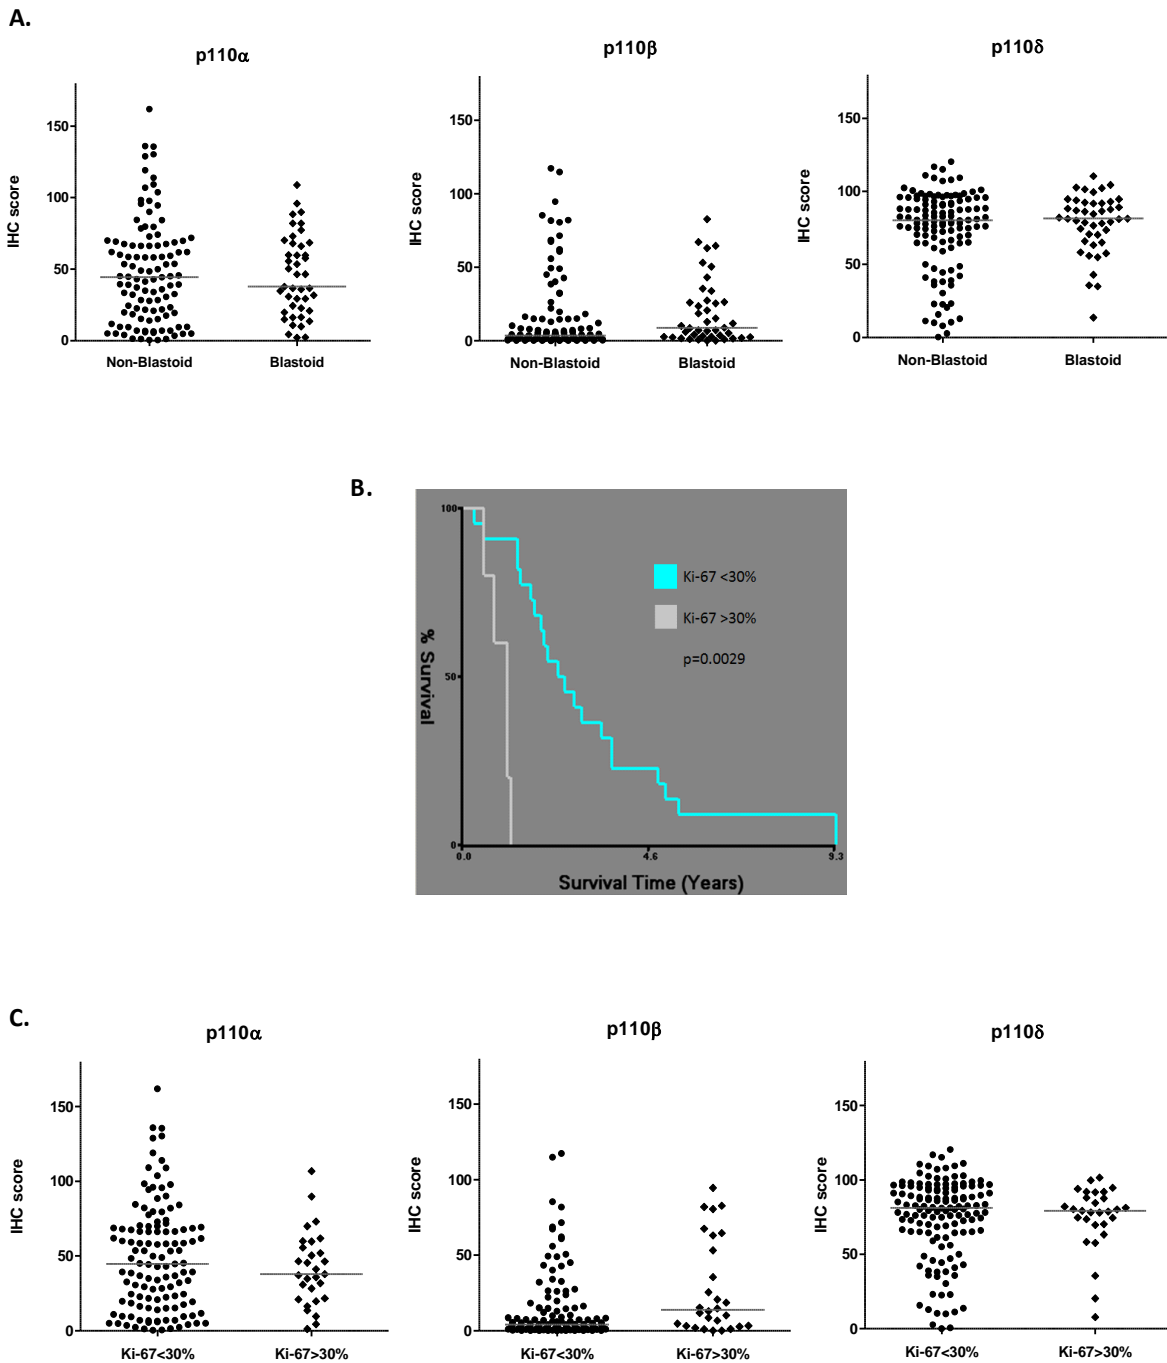 A.
p110α
p110β
p110δ
IHC score
150
100
50
0
Non-Blastoid
Blastoid
IHC score
150
100
50
0
Non-Blastoid
Blastoid
IHC score
150
100
50
0
Non-Blastoid
Blastoid
B.
% Survival
100
50
0
Ki-67 <30%
Ki-67 >30%
p=0.0029
0.0
4.6
9.3
Survival Time (Years)
C.
p110α
p110β
p110δ
IHC score
150
100
50
0
Ki-67<30%
Ki-67>30%
IHC score
150
100
50
0
Ki-67<30%
Ki-67>30%
IHC score
150
100
50
0
Ki-67<30%
Ki-67>30%